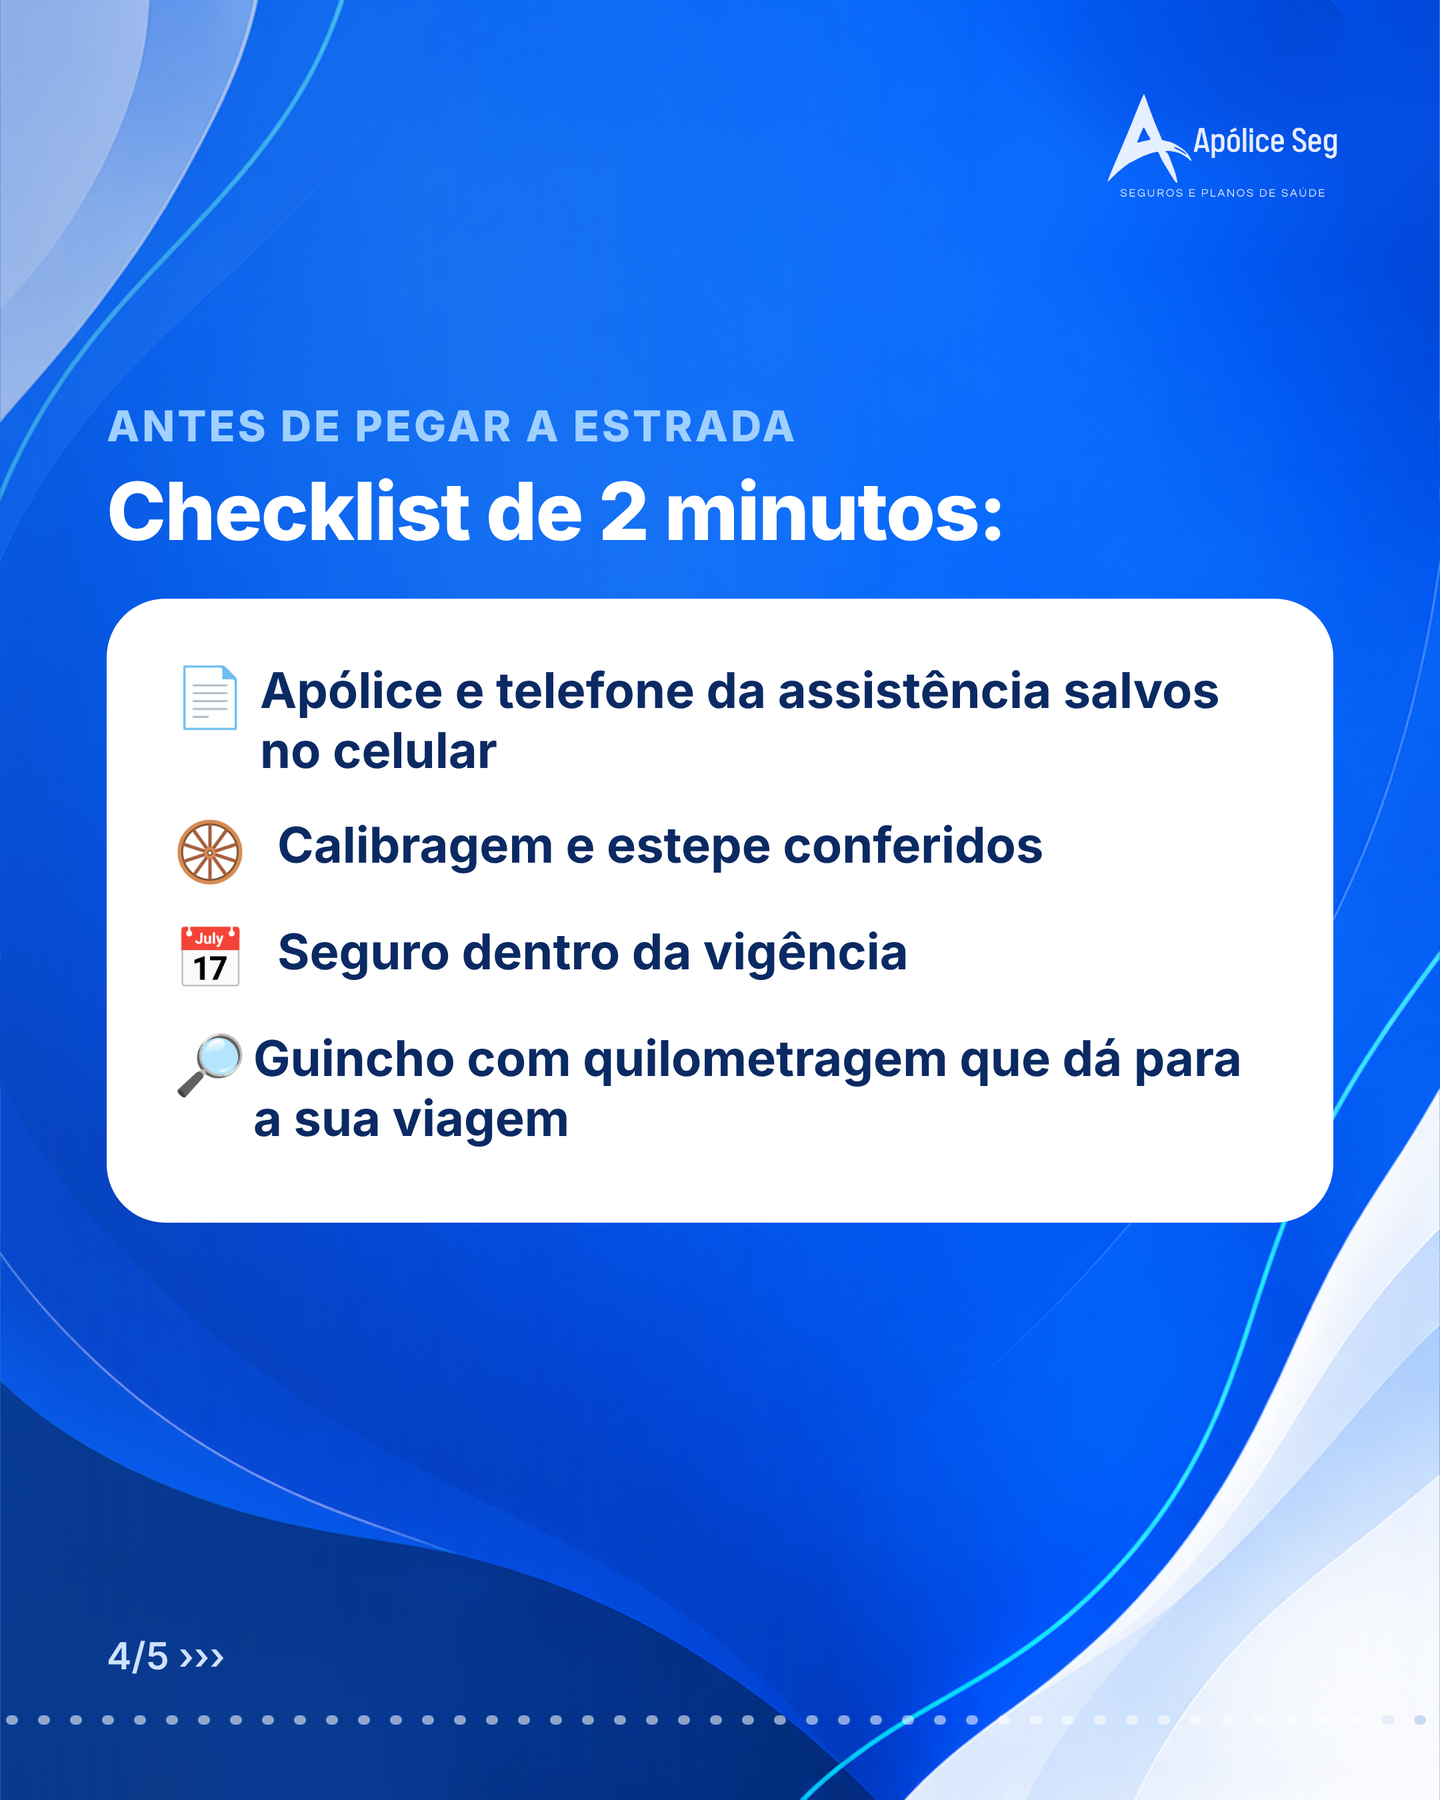 Apólice Seg
SEGUROS E PLANOS DE SAÚDE
ANTES DE PEGAR A ESTRADA
Checklist de 2 minutos:
Apólice e telefone da assistência salvos
no celular
Calibragem e estepe conferidos
July
17
Seguro dentro da vigência
Guincho com quilometragem que dá para
a sua viagem
4/5 ›››